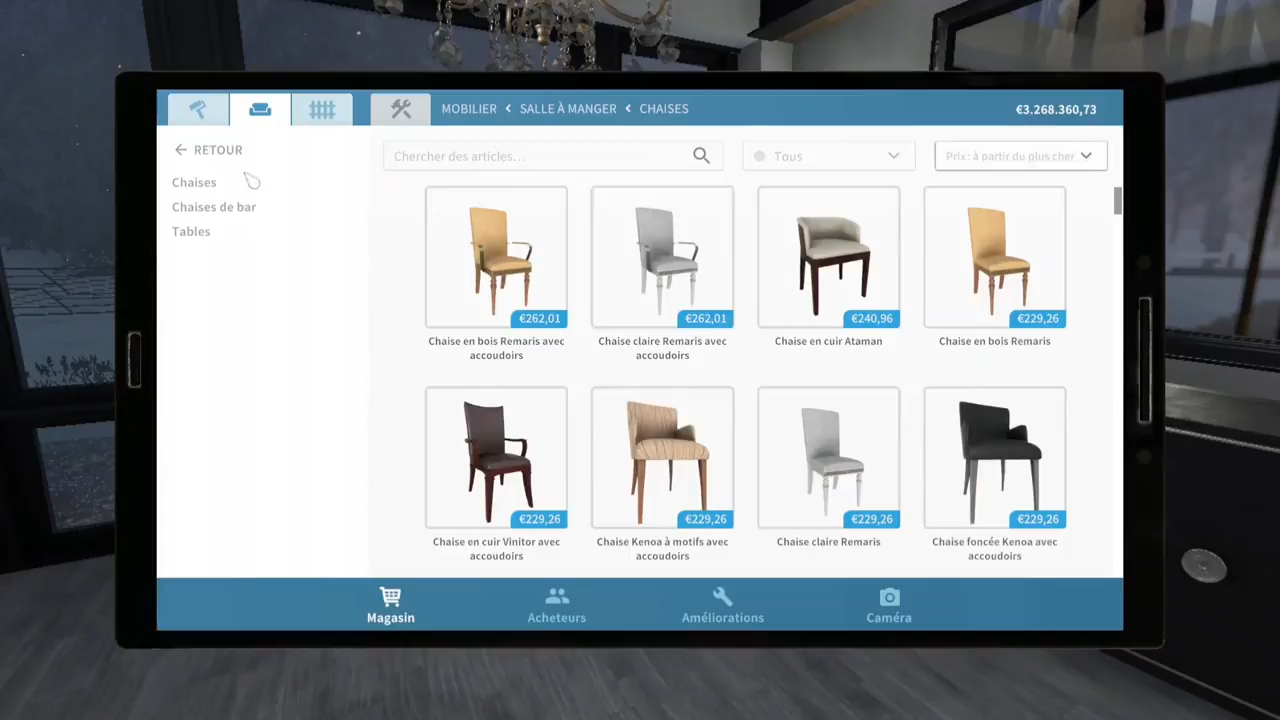 MOBILIER < SALLE À MANGER < CHAISES
€3.268.360,73
RETOUR
Chaises
Chaises de bar
Tables
Chercher des articles...
Tous
Prix : à partir du plus cher
€262,01
€262,01
€240,96
€229,26
Chaise en bois Remaris avec
accoudoirs
Chaise claire Remaris avec
accoudoirs
Chaise en cuir Ataman
Chaise en bois Remaris
€229,26
€229,26
€229,26
€229,26
Chaise en cuir Vinitor avec
accoudoirs
Chaise Kenoa à motifs avec
accoudoirs
Chaise claire Remaris
Chaise foncée Kenoa avec
accoudoirs
Magasin
Acheteurs
Améliorations
Caméra